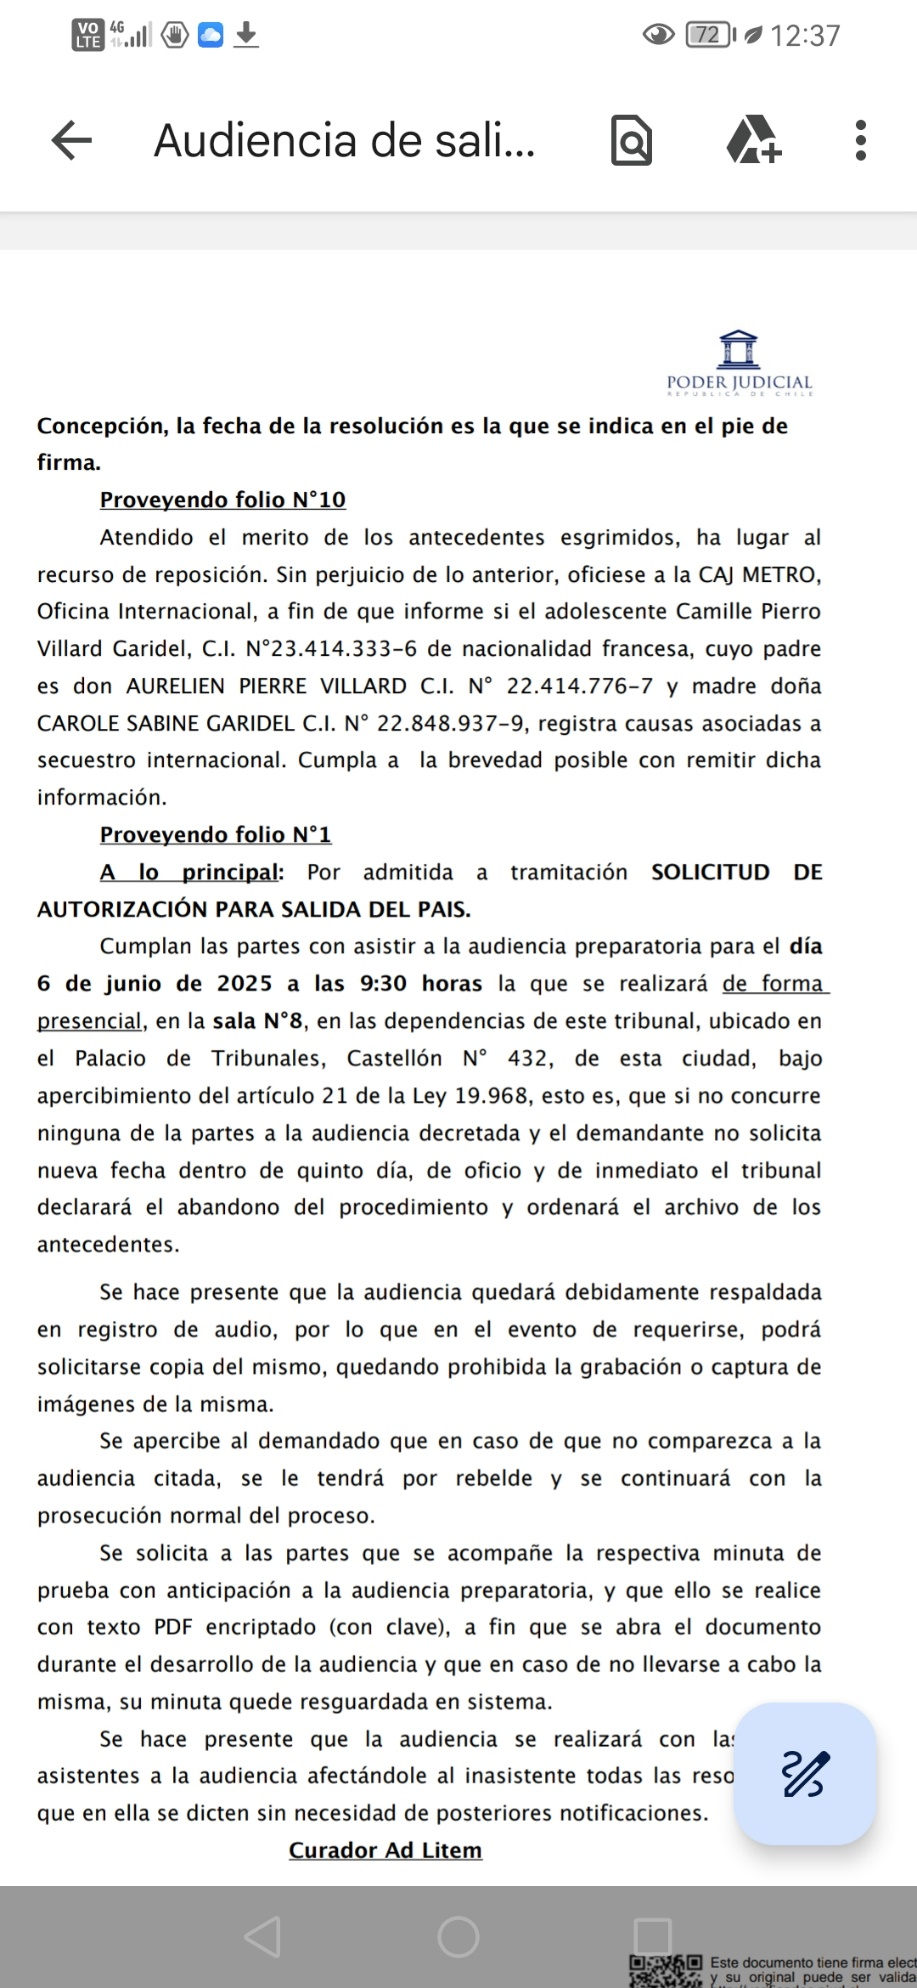 VO LTE 4G 72 12:37
Audiencia de sali...
PODER JUDICIAL
REPUBLICA DE CHILE
Concepción, la fecha de la resolución es la que se indica en el pie de
firma.
Proveyendo folio N°10
Atendido el merito de los antecedentes esgrimidos, ha lugar al
recurso de reposición. Sin perjuicio de lo anterior, oficiese a la CAJ METRO,
Oficina Internacional, a fin de que informe si el adolescente Camille Pierro
Villard Garidel, C.I. N°23.414.333-6 de nacionalidad francesa, cuyo padre
es don AURELIEN PIERRE VILLARD C.I. N° 22.414.776-7 y madre doña
CAROLE SABINE GARIDEL C.I. N° 22.848.937-9, registra causas asociadas a
secuestro internacional. Cumpla a la brevedad posible con remitir dicha
información.
Proveyendo folio N°1
A lo principal: Por admitida a tramitación SOLICITUD DE
AUTORIZACIÓN PARA SALIDA DEL PAIS.
Cumplan las partes con asistir a la audiencia preparatoria para el día
6 de junio de 2025 a las 9:30 horas la que se realizará de forma
presencial, en la sala N°8, en las dependencias de este tribunal, ubicado en
el Palacio de Tribunales, Castellón N° 432, de esta ciudad, bajo
apercibimiento del artículo 21 de la Ley 19.968, esto es, que si no concurre
ninguna de la partes a la audiencia decretada y el demandante no solicita
nueva fecha dentro de quinto día, de oficio y de inmediato el tribunal
declarará el abandono del procedimiento y ordenará el archivo de los
antecedentes.
Se hace presente que la audiencia quedará debidamente respaldada
en registro de audio, por lo que en el evento de requerirse, podrá
solicitarse copia del mismo, quedando prohibida la grabación o captura de
imágenes de la misma.
Se apercibe al demandado que en caso de que no comparezca a la
audiencia citada, se le tendrá por rebelde y se continuará con la
prosecución normal del proceso.
Se solicita a las partes que se acompañe la respectiva minuta de
prueba con anticipación a la audiencia preparatoria, y que ello se realice
con texto PDF encriptado (con clave), a fin que se abra el documento
durante el desarrollo de la audiencia y que en caso de no llevarse a cabo la
misma, su minuta quede resguardada en sistema.
Se hace presente que la audiencia se realizará con las
asistentes a la audiencia afectándole al inasistente todas las reso
que en ella se dicten sin necesidad de posteriores notificaciones.
Curador Ad Litem
Este documento tiene firma elect
y su original puede ser valida